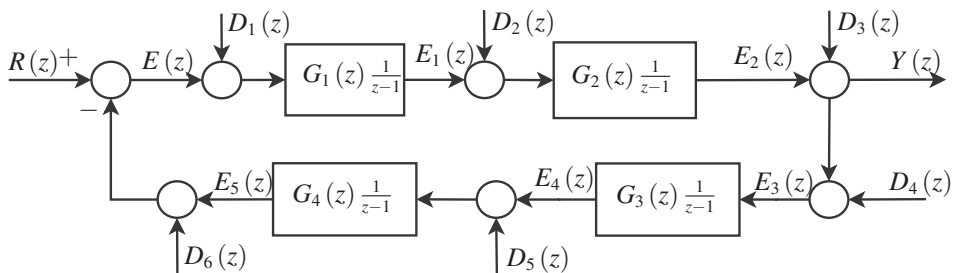 D₁(z)
D₂(z)
D₃(z)
R(z) +
E(z)
G₁(z) 1/(z−1)
E₁(z)
G₂(z) 1/(z−1)
E₂(z)
Y(z)
−
E₅(z)
G₄(z) 1/(z−1)
E₄(z)
G₃(z) 1/(z−1)
E₃(z)
D₄(z)
D₆(z)
D₅(z)